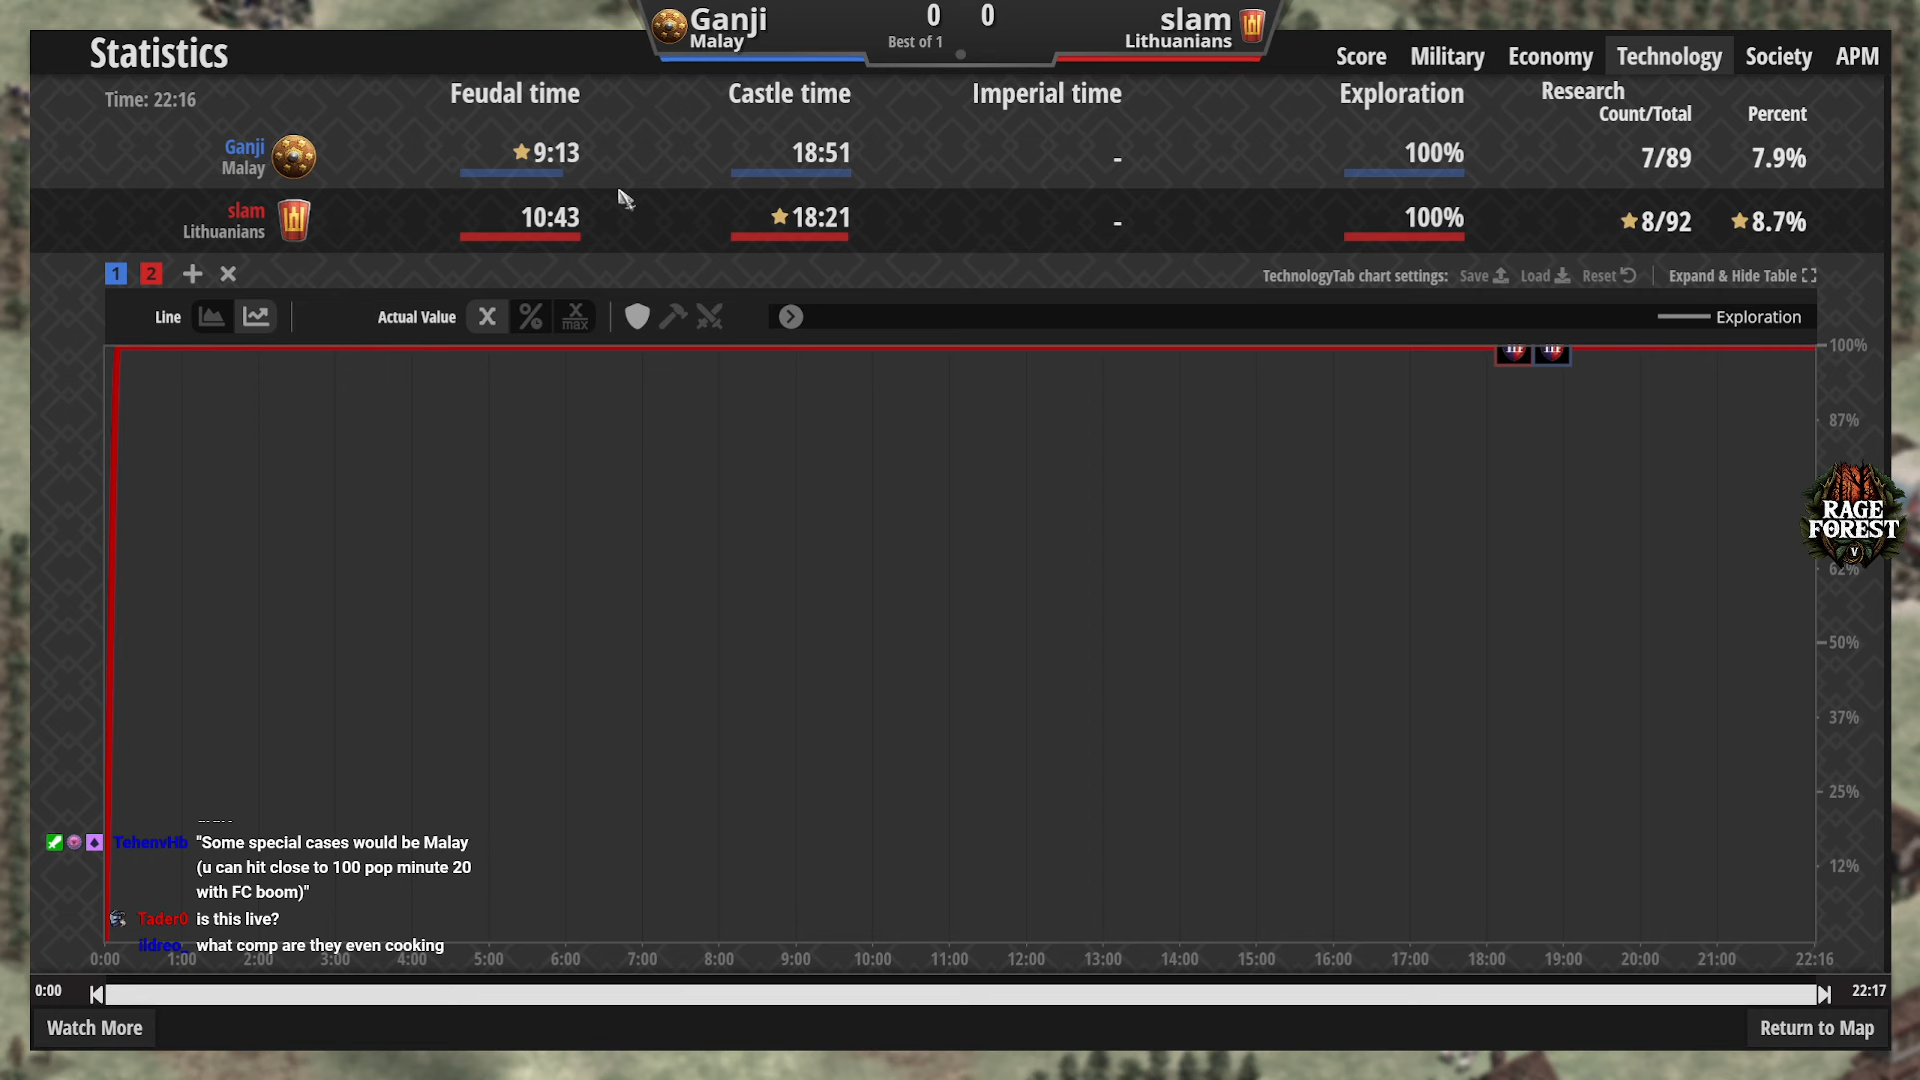 Ganji
Malay
0 0
Best of 1
slam
Lithuanians
Statistics
Score Military Economy Technology Society APM
Time: 22:16
Feudal time Castle time Imperial time Exploration Research
Count/Total Percent
Ganji
Malay
9:13 18:51 - 100% 7/89 7.9%
slam
Lithuanians
10:43 18:21 - 100% 8/92 8.7%
1 2
TechnologyTab chart settings: Save Load Reset Expand & Hide Table
Line Actual Value X % X max Exploration
100%
87%
RAGE
FOREST
V
62%
50%
37%
25%
12%
TehenvHb "Some special cases would be Malay
(u can hit close to 100 pop minute 20
with FC boom)"
Tader0 is this live?
ildreo_ what comp are they even cooking
0:00 1:00 2:00 3:00 4:00 5:00 6:00 7:00 8:00 9:00 10:00 11:00 12:00 13:00 14:00 15:00 16:00 17:00 18:00 19:00 20:00 21:00 22:16
0:00 22:17
Watch More Return to Map